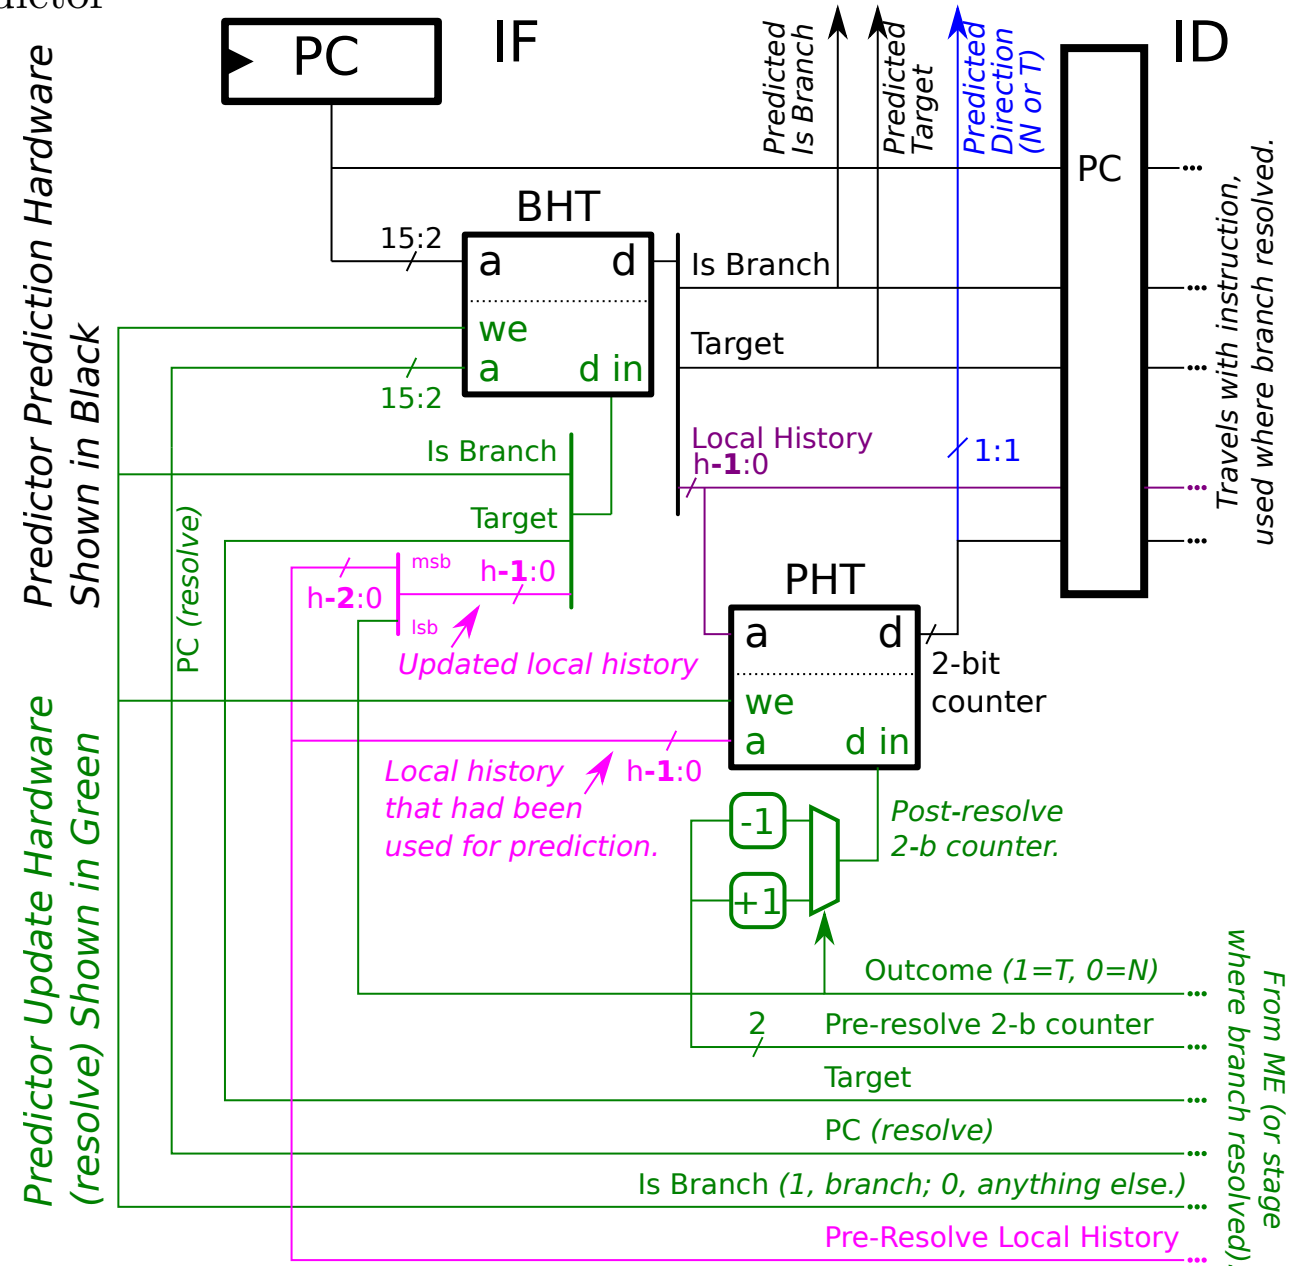 PC
IF
ID
Predictor Prediction Hardware
Shown in Black
Predicted
Is Branch
Predicted
Target
Predicted
Direction
(N or T)
PC
Travels with instruction,
used where branch resolved.
BHT
15:2
a
d
we
a
d in
15:2
Is Branch
Target
Local History
h-1:0
1:1
Is Branch
Target
PC (resolve)
msb
h-1:0
h-2:0
lsb
Updated local history
PHT
a
d
2-bit
counter
we
a
d in
h-1:0
Local history
that had been
used for prediction.
-1
+1
Post-resolve
2-b counter.
Predictor Update Hardware
(resolve) Shown in Green
Outcome (1=T, 0=N)
2
Pre-resolve 2-b counter
Target
PC (resolve)
Is Branch (1, branch; 0, anything else.)
Pre-Resolve Local History
From ME (or stage
where branch resolved).